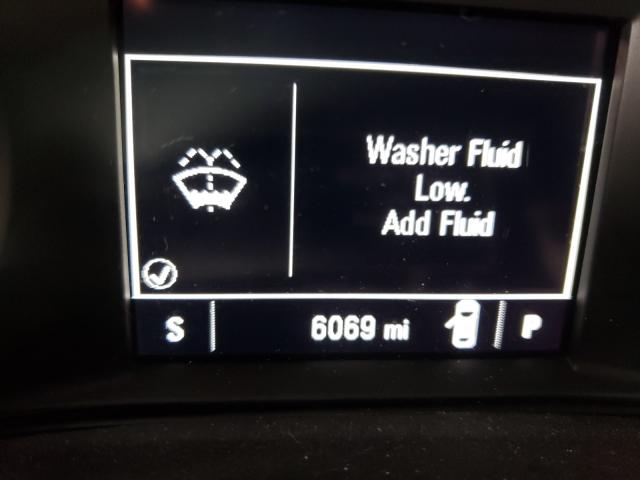 Washer Fluid
Low.
Add Fluid
S 6069 mi P